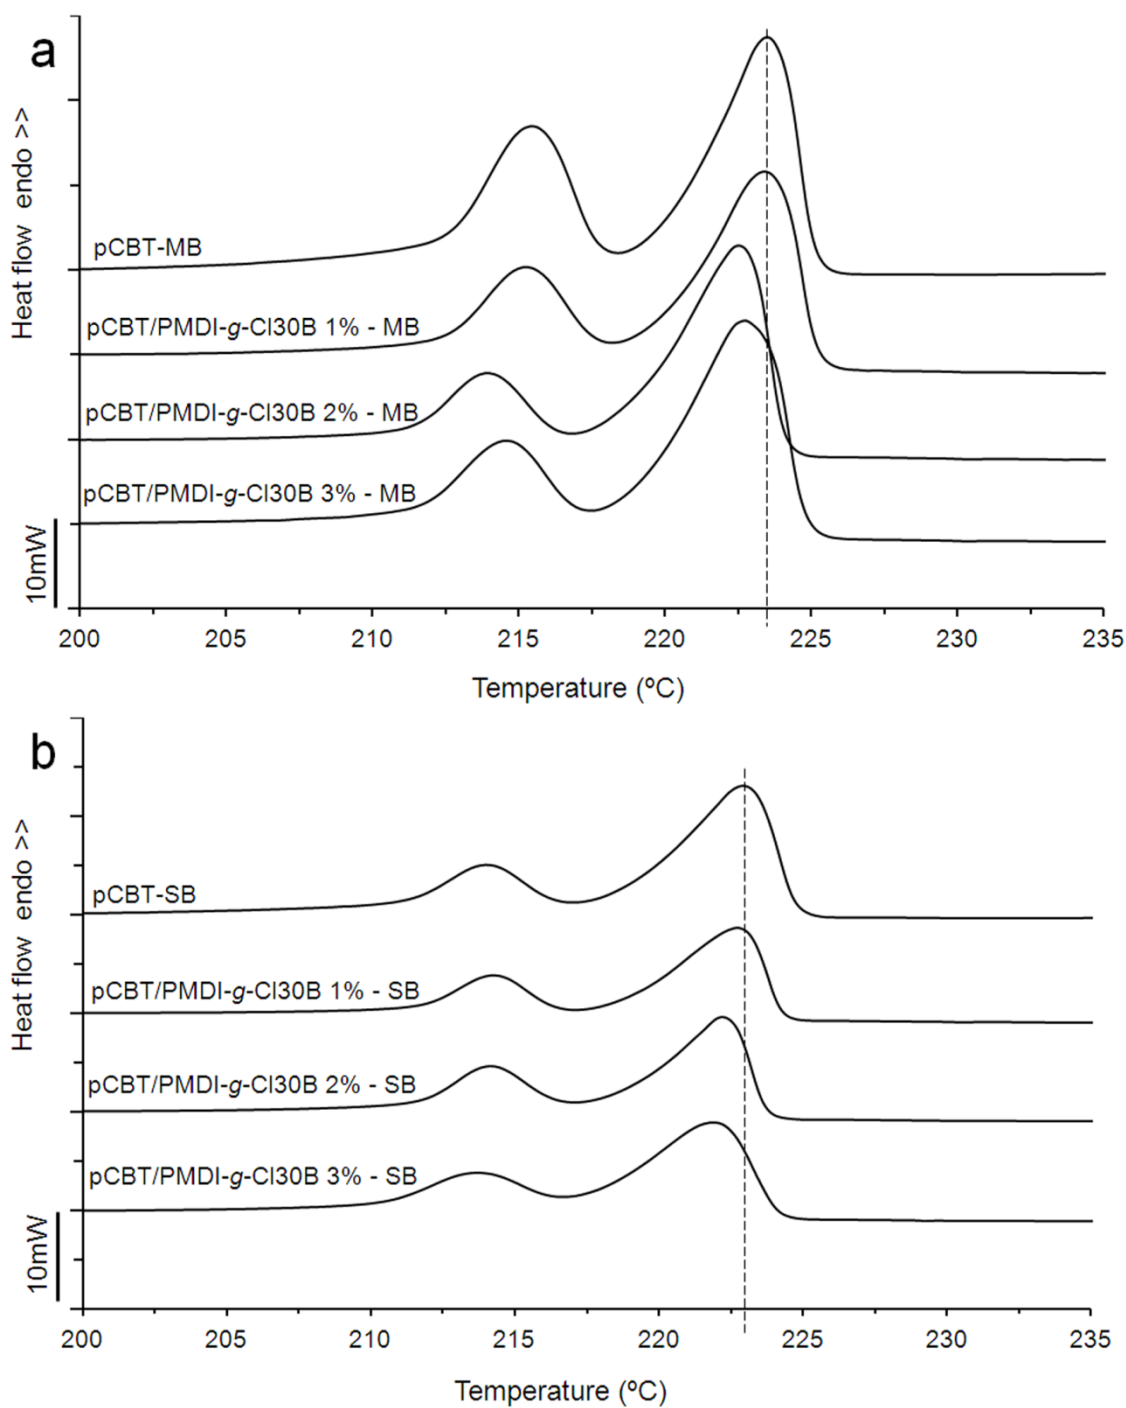 a
Heat flow endo >>
pCBT-MB
pCBT/PMDI-g-Cl30B 1% - MB
pCBT/PMDI-g-Cl30B 2% - MB
pCBT/PMDI-g-Cl30B 3% - MB
10mW
200 205 210 215 220 225 230 235
Temperature (ºC)
b
Heat flow endo >>
pCBT-SB
pCBT/PMDI-g-Cl30B 1% - SB
pCBT/PMDI-g-Cl30B 2% - SB
pCBT/PMDI-g-Cl30B 3% - SB
10mW
200 205 210 215 220 225 230 235
Temperature (ºC)